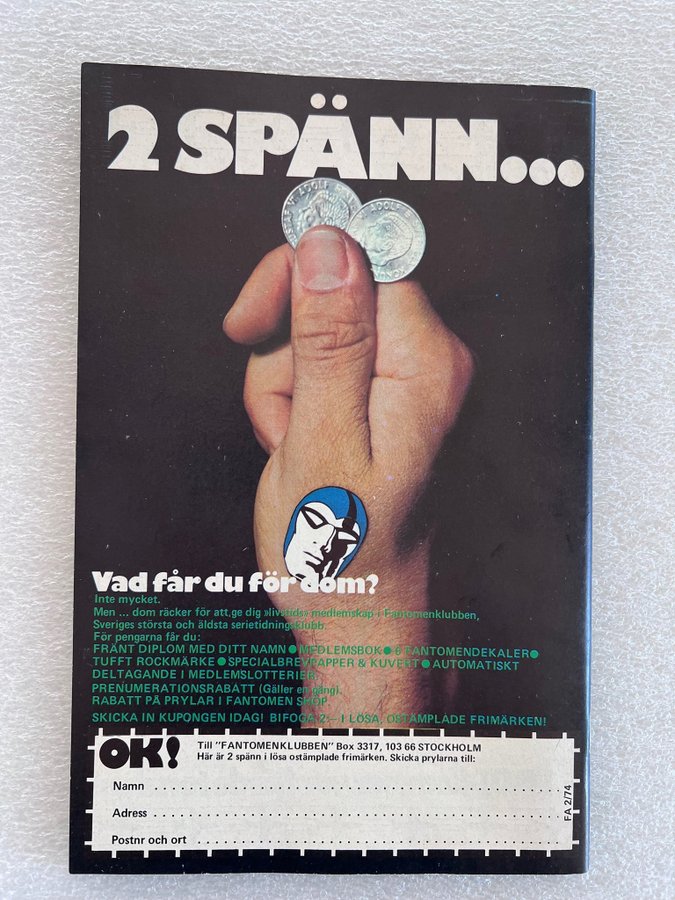 2 SPÄNN...
Vad får du för dom?
Inte mycket.
Men ... dom räcker för att,ge dig »livstids» medlemskap i Fantomenklubben,
Sveriges största och äldsta serietidningsklubb.
För pengarna får du:
FRÄNT DIPLOM MED DITT NAMN ● MEDLEMSBOK ● 6 FANTOMENDEKALER ●
TUFFT ROCKMÄRKE ● SPECIALBREVPAPPER & KUVERT ● AUTOMATISKT
DELTAGANDE I MEDLEMSLOTTERIER.
PRENUMERATIONSRABATT (Gäller en gång).
RABATT PÅ PRYLAR I FANTOMEN SHOP
SKICKA IN KUPONGEN IDAG! BIFOGA 2:– I LÖSA, OSTÄMPLADE FRIMÄRKEN!
OK!
Till "FANTOMENKLUBBEN" Box 3317, 103 66 STOCKHOLM
Här är 2 spänn i lösa ostämplade frimärken. Skicka prylarna till:
Namn
Adress
Postnr och ort
FA 2/74